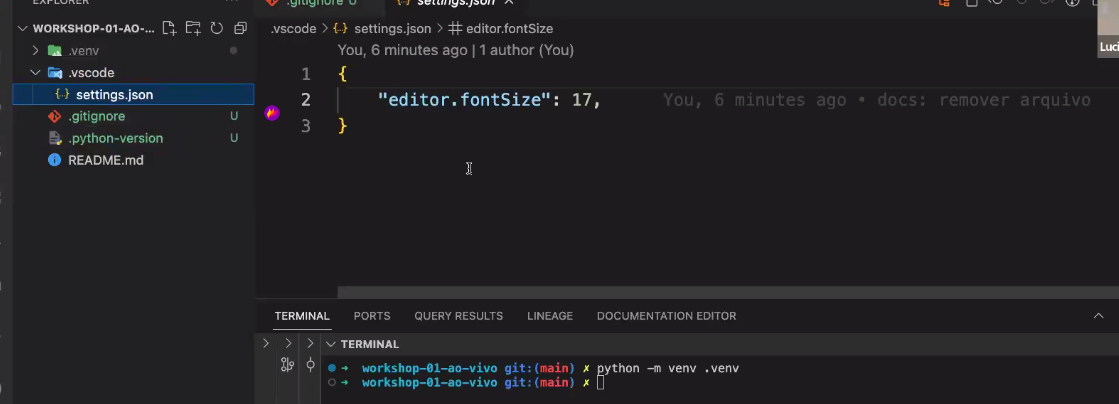 EXPLORER
.gitignore U
settings.json
WORKSHOP-01-AO-...
.venv
.vscode
settings.json
.gitignore U
.python-version U
README.md
.vscode > settings.json > editor.fontSize
You, 6 minutes ago | 1 author (You)
1 {
2 "editor.fontSize": 17, You, 6 minutes ago • docs: remover arquivo
3 }
Luci
TERMINAL PORTS QUERY RESULTS LINEAGE DOCUMENTATION EDITOR
TERMINAL
workshop-01-ao-vivo git:(main) ✗ python -m venv .venv
workshop-01-ao-vivo git:(main) ✗